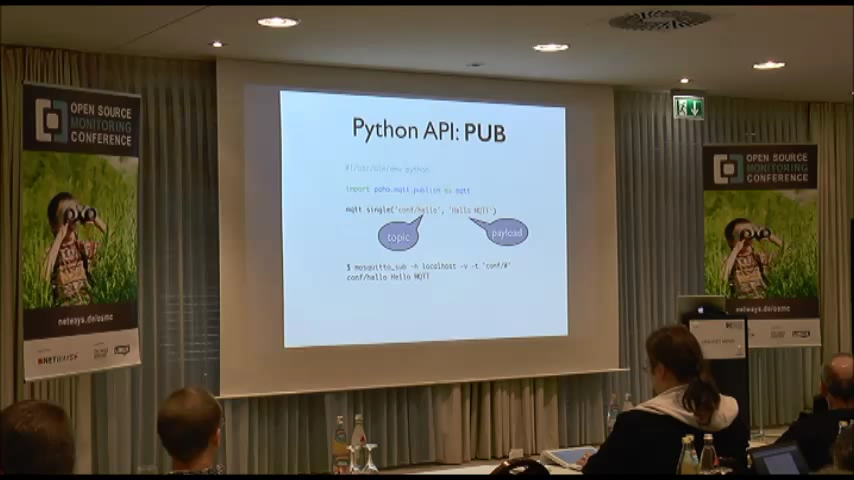 OPEN SOURCE
MONITORING
CONFERENCE
netways.de/osmc
NETWAYS
Python API: PUB
#!/usr/bin/env python
import paho.mqtt.publish as mqtt
mqtt.single('conf/hello', 'Hello MQTT')
topic
payload
$ mosquitto_sub -h localhost -v -t 'conf/#'
conf/hello Hello MQTT
OPEN SOURCE
MONITORING
CONFERENCE
netways.de/osmc